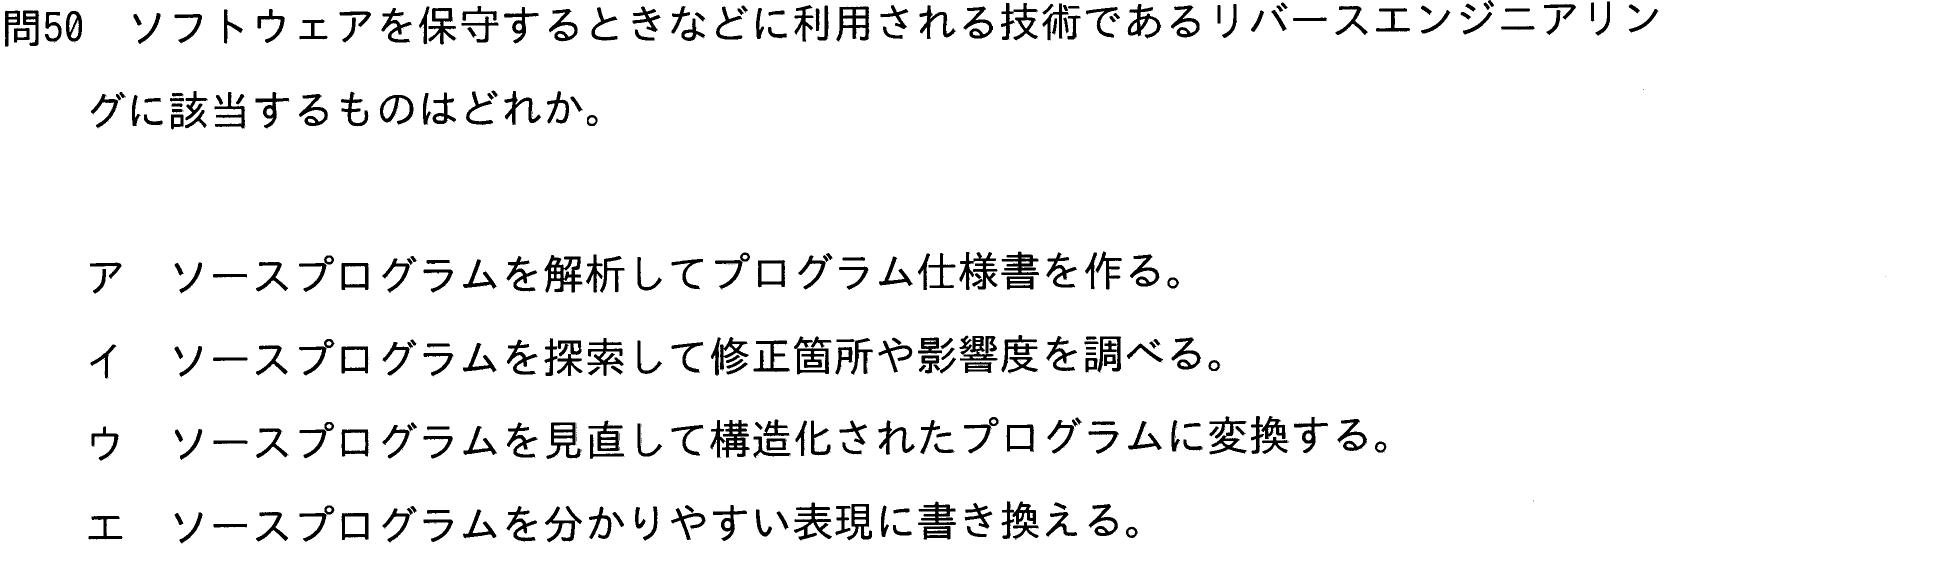 問50　ソフトウェアを保守するときなどに利用される技術であるリバースエンジニアリン
グに該当するものはどれか。
ア　ソースプログラムを解析してプログラム仕様書を作る。
イ　ソースプログラムを探索して修正箇所や影響度を調べる。
ウ　ソースプログラムを見直して構造化されたプログラムに変換する。
エ　ソースプログラムを分かりやすい表現に書き換える。